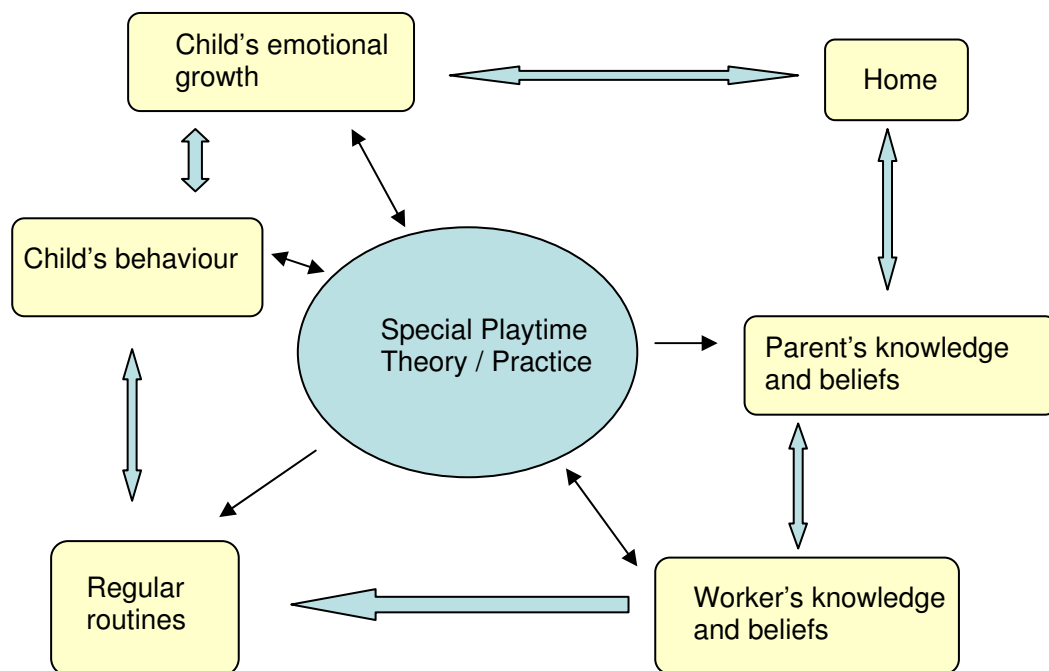 Child’s emotional
growth
Home
Child’s behaviour
Special Playtime
Theory / Practice
Parent’s knowledge
and beliefs
Regular
routines
Worker’s knowledge
and beliefs